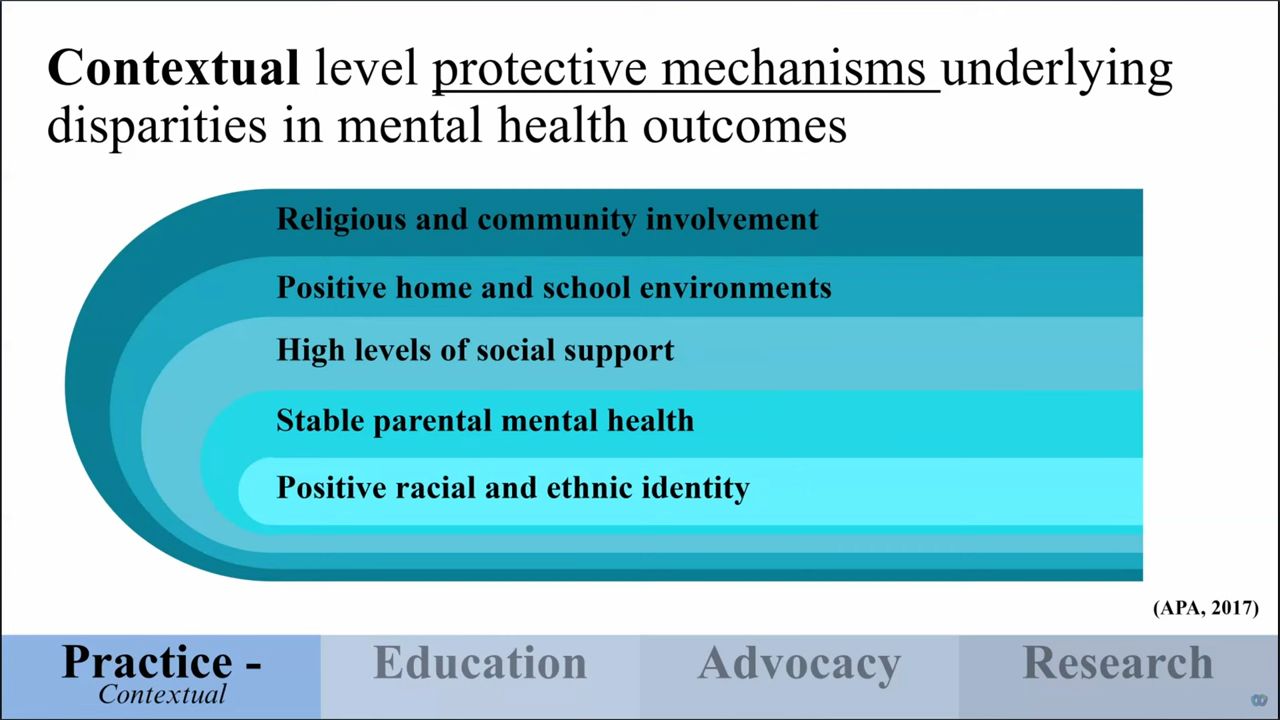 Contextual level protective mechanisms underlying
disparities in mental health outcomes
Religious and community involvement
Positive home and school environments
High levels of social support
Stable parental mental health
Positive racial and ethnic identity
(APA, 2017)
Practice -
Contextual
Education
Advocacy
Research